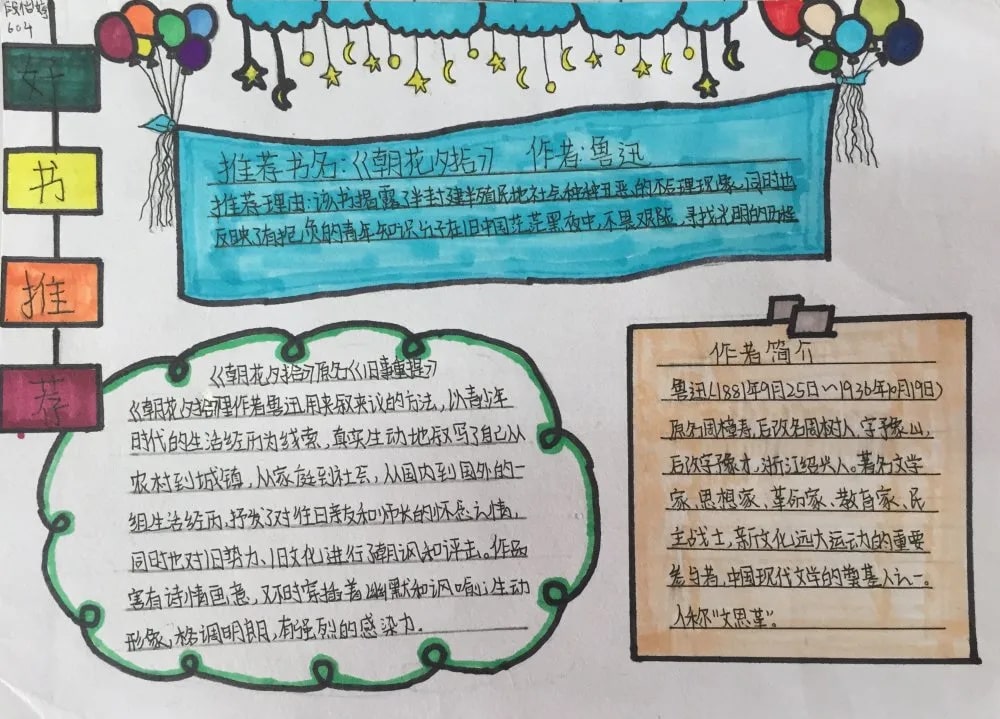 604
好
书
推
荐
推荐书名:《朝花夕拾》 作者:鲁迅
推荐理由:该书揭露了半封建半殖民地社会种种丑恶的不合理现像,同时也
反映了有抱负的青年知识分子在旧中国茫茫黑夜中,不畏艰险,寻找光明的历程
《朝花夕拾》原名《旧事重提》
《朝花夕拾》是作者鲁迅用来叙来议的方法,以青少年
时代的生活经历为线索,真实生动地叙写了自己从
农村到城镇,从家庭到社会,从国内到国外的一
组生活经历,抒发了对往日亲友和师长的怀念之情,
同时也对旧势力、旧文化进行了嘲讽和评击。作品
富有诗情画意,又不时穿插着幽默和讽喻;生动
形象,格调明朗,有强烈的感染力.
作者简介
鲁迅(1881年9月25日~1936年10月19日)
原名周樟寿,后改名周树人,字豫山,
后改字豫才,浙江绍兴人。著名文学
家、思想家、革命家、教育家、民
主战士,新文化远大运动的重要
参与者,中国现代文学的奠基人之一。
人称“文思革”。